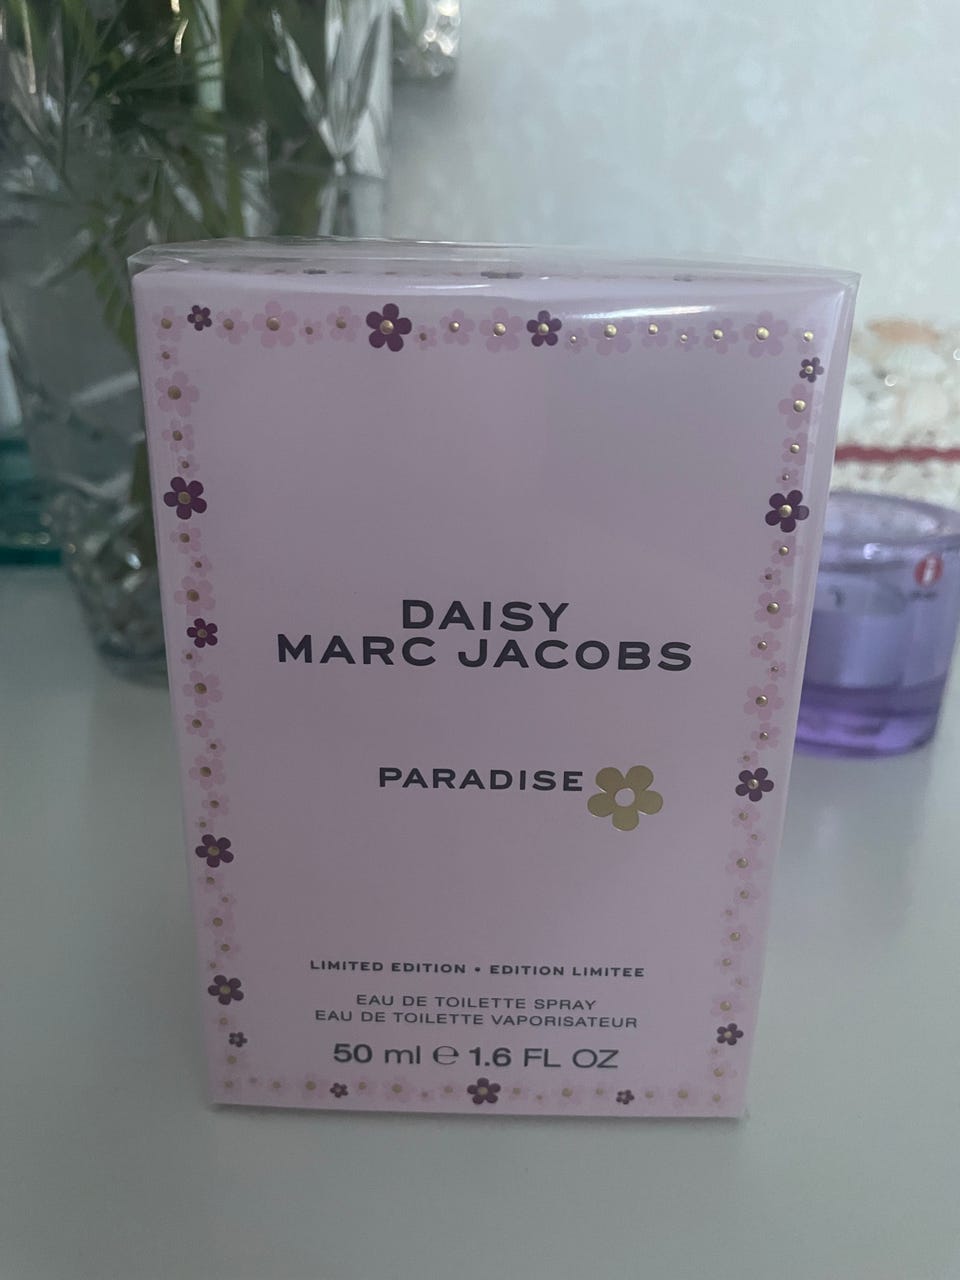 DAISY
MARC JACOBS
PARADISE
LIMITED EDITION • EDITION LIMITEE
EAU DE TOILETTE SPRAY
EAU DE TOILETTE VAPORISATEUR
50 ml ℮ 1.6 FL OZ